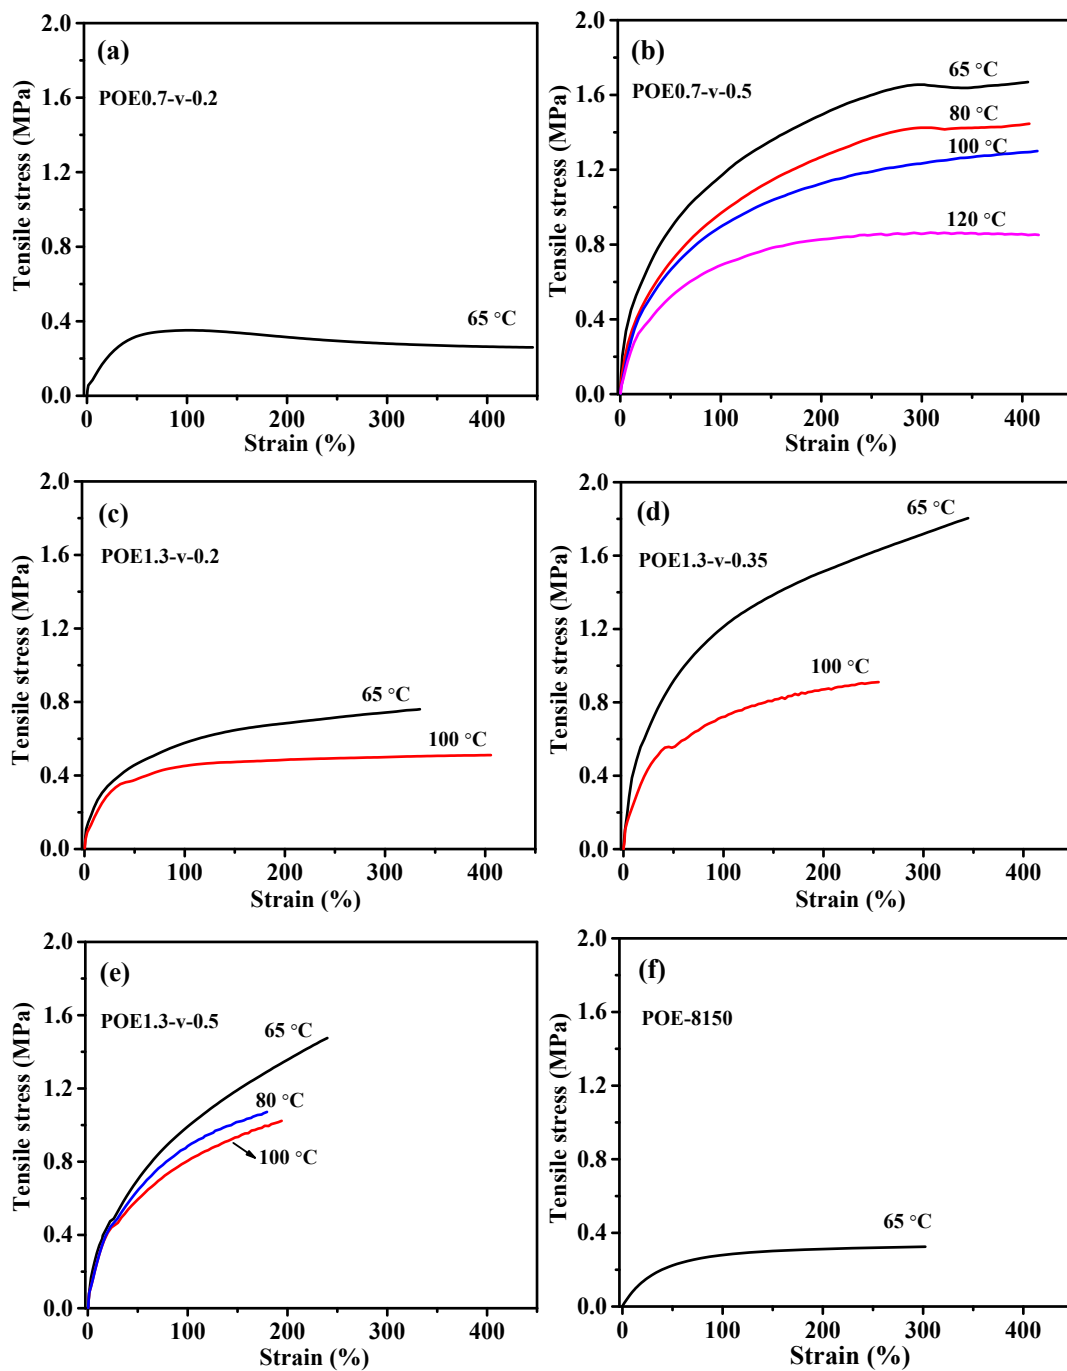 (a)
POE0.7-v-0.2
65 °C
Tensile stress (MPa)
2.0
1.6
1.2
0.8
0.4
0.0
0 100 200 300 400
Strain (%)
(b)
POE0.7-v-0.5
65 °C
80 °C
100 °C
120 °C
Tensile stress (MPa)
2.0
1.6
1.2
0.8
0.4
0.0
0 100 200 300 400
Strain (%)
(c)
POE1.3-v-0.2
65 °C
100 °C
Tensile stress (MPa)
2.0
1.6
1.2
0.8
0.4
0.0
0 100 200 300 400
Strain (%)
(d)
POE1.3-v-0.35
65 °C
100 °C
Tensile stress (MPa)
2.0
1.6
1.2
0.8
0.4
0.0
0 100 200 300 400
Strain (%)
(e)
POE1.3-v-0.5
65 °C
80 °C
100 °C
Tensile stress (MPa)
2.0
1.6
1.2
0.8
0.4
0.0
0 100 200 300 400
Strain (%)
(f)
POE-8150
65 °C
Tensile stress (MPa)
2.0
1.6
1.2
0.8
0.4
0.0
0 100 200 300 400
Strain (%)